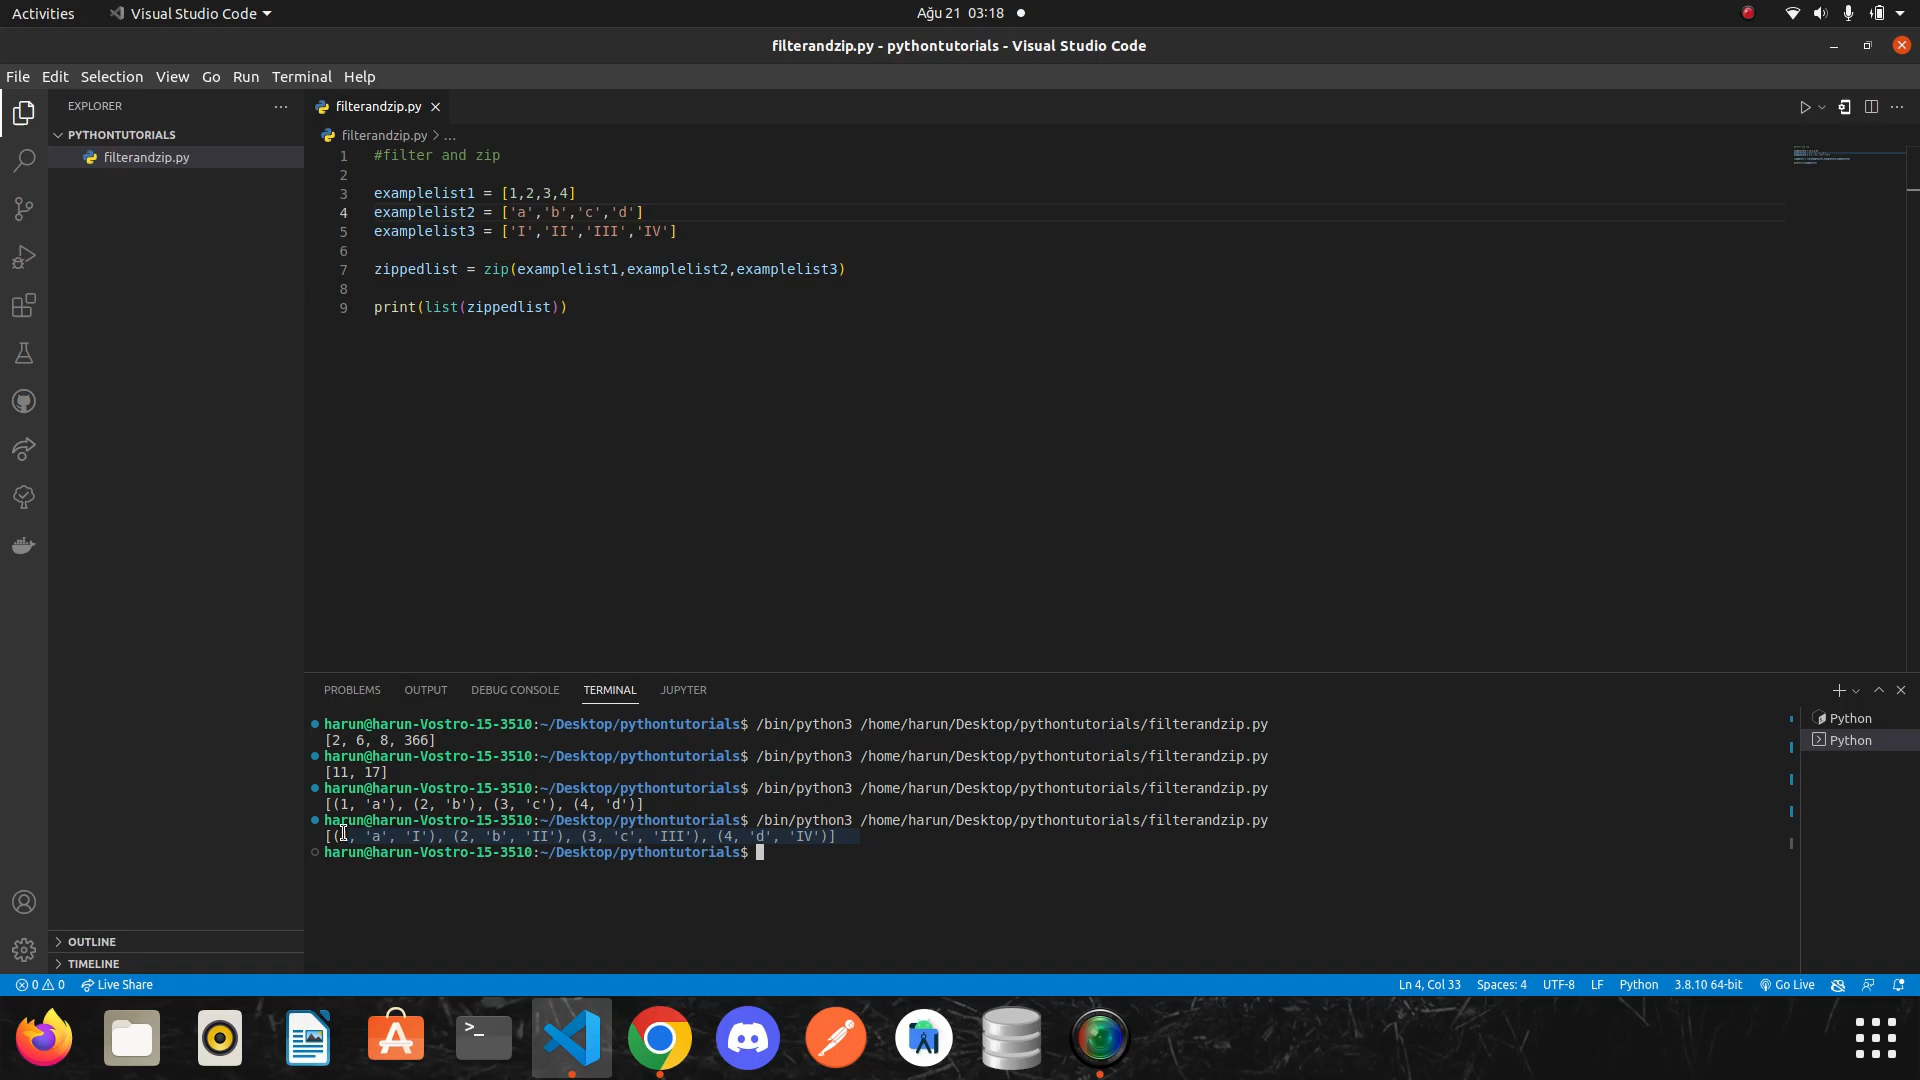 Activities
Visual Studio Code
Ağu 21 03:18
filterandzip.py - pythontutorials - Visual Studio Code
File Edit Selection View Go Run Terminal Help
EXPLORER
PYTHONTUTORIALS
filterandzip.py
OUTLINE
TIMELINE
filterandzip.py
filterandzip.py > ...
1 #filter and zip
2
3 examplelist1 = [1,2,3,4]
4 examplelist2 = ['a','b','c','d']
5 examplelist3 = ['I','II','III','IV']
6
7 zippedlist = zip(examplelist1,examplelist2,examplelist3)
8
9 print(list(zippedlist))
PROBLEMS OUTPUT DEBUG CONSOLE TERMINAL JUPYTER
harun@harun-Vostro-15-3510:~/Desktop/pythontutorials$ /bin/python3 /home/harun/Desktop/pythontutorials/filterandzip.py
[2, 6, 8, 366]
harun@harun-Vostro-15-3510:~/Desktop/pythontutorials$ /bin/python3 /home/harun/Desktop/pythontutorials/filterandzip.py
[11, 17]
harun@harun-Vostro-15-3510:~/Desktop/pythontutorials$ /bin/python3 /home/harun/Desktop/pythontutorials/filterandzip.py
[(1, 'a'), (2, 'b'), (3, 'c'), (4, 'd')]
harun@harun-Vostro-15-3510:~/Desktop/pythontutorials$ /bin/python3 /home/harun/Desktop/pythontutorials/filterandzip.py
[(1, 'a', 'I'), (2, 'b', 'II'), (3, 'c', 'III'), (4, 'd', 'IV')]
harun@harun-Vostro-15-3510:~/Desktop/pythontutorials$
Python
Python
0 0 Live Share
Ln 4, Col 33 Spaces: 4 UTF-8 LF Python 3.8.10 64-bit Go Live